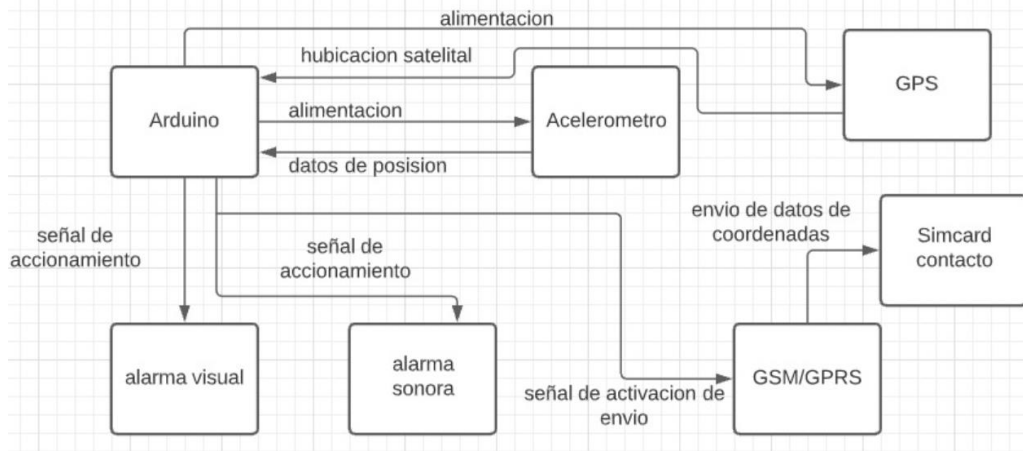 alimentacion
hubicacion satelital
GPS
Arduino
alimentacion
Acelerometro
datos de posision
envio de datos de
coordenadas
Simcard
contacto
señal de
accionamiento
señal de
accionamiento
alarma visual
alarma
sonora
señal de activacion de
envio
GSM/GPRS